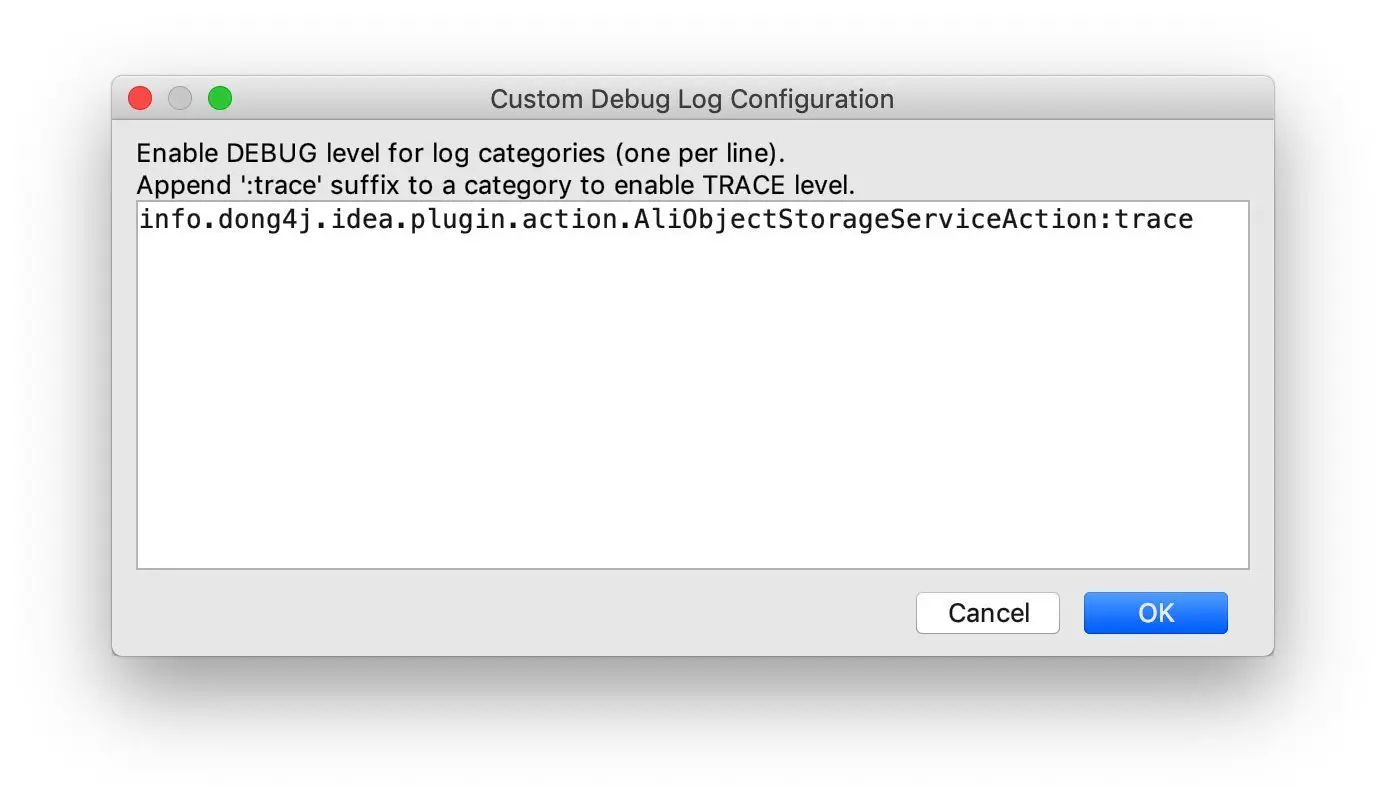 Custom Debug Log Configuration
Enable DEBUG level for log categories (one per line).
Append ':trace' suffix to a category to enable TRACE level.
info.dong4j.idea.plugin.action.AliObjectStorageServiceAction:trace
Cancel
OK